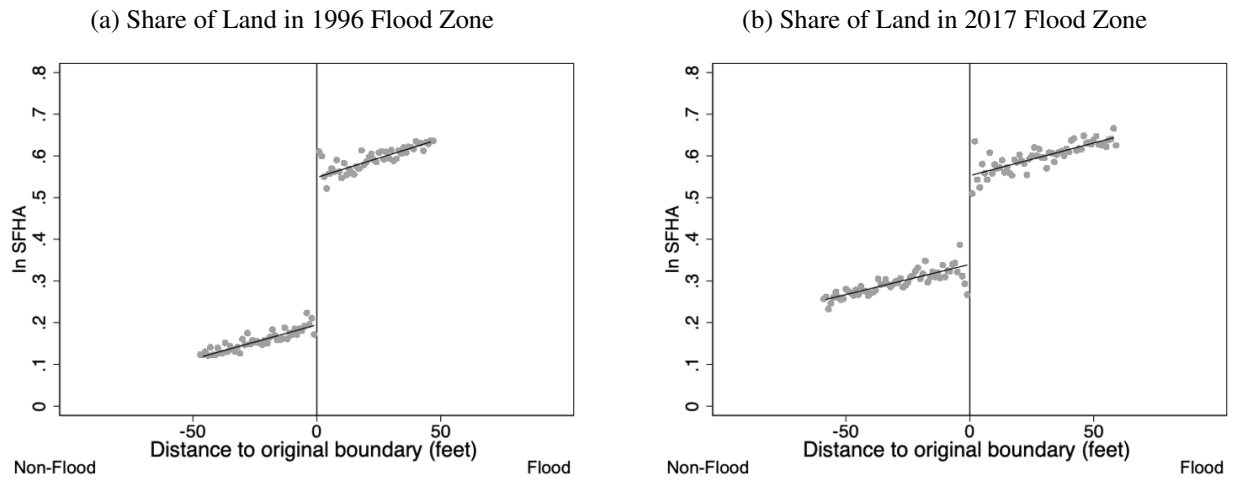 (a) Share of Land in 1996 Flood Zone
In SFHA
.8
.7
.6
.5
.4
.3
.2
.1
0
-50
0
50
Distance to original boundary (feet)
Non-Flood
Flood
(b) Share of Land in 2017 Flood Zone
In SFHA
.8
.7
.6
.5
.4
.3
.2
.1
0
-50
0
50
Distance to original boundary (feet)
Non-Flood
Flood